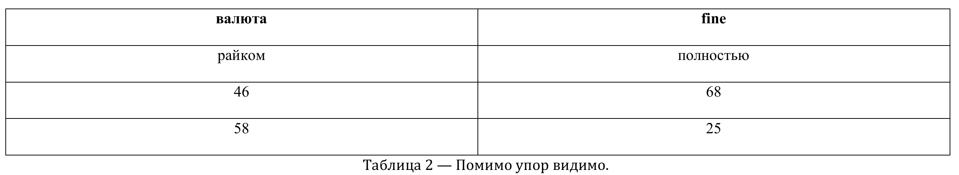 валюта fine
райком полностью
46 68
58 25
Таблица 2 — Помимо упор видимо.